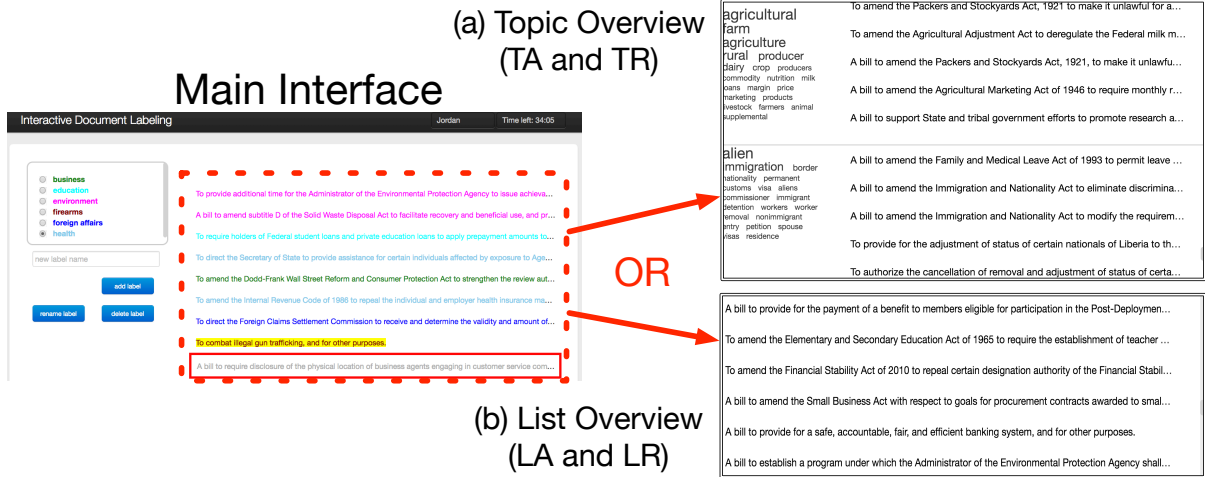 (a) Topic Overview
(TA and TR)
Main Interface
Interactive Document Labeling
Jordan
Time left: 34:05
business
education
environment
firearms
foreign affairs
health
new label name
add label
rename label
delete label
To provide additional time for the Administrator of the Environmental Protection Agency to issue achieva...
A bill to amend subtitle D of the Solid Waste Disposal Act to facilitate recovery and beneficial use, and pr...
To require holders of Federal student loans and private education loans to apply prepayment amounts to...
To direct the Secretary of State to provide assistance for certain individuals affected by exposure to Age...
To amend the Dodd-Frank Wall Street Reform and Consumer Protection Act to strengthen the review aut...
To amend the Internal Revenue Code of 1986 to repeal the individual and employer health insurance ma...
To direct the Foreign Claims Settlement Commission to receive and determine the validity and amount of...
To combat illegal gun trafficking, and for other purposes.
A bill to require disclosure of the physical location of business agents engaging in customer service com...
OR
agricultural
farm
agriculture
rural producer
dairy crop producers
commodity nutrition milk
loans margin price
marketing products
livestock farmers animal
supplemental
To amend the Packers and Stockyards Act, 1921 to make it unlawful for a...
To amend the Agricultural Adjustment Act to deregulate the Federal milk m...
A bill to amend the Packers and Stockyards Act, 1921, to make it unlawfu...
A bill to amend the Agricultural Marketing Act of 1946 to require monthly r...
A bill to support State and tribal government efforts to promote research a...
alien
immigration border
nationality permanent
customs visa aliens
commissioner immigrant
detention workers worker
removal nonimmigrant
entry petition spouse
visas residence
A bill to amend the Family and Medical Leave Act of 1993 to permit leave ...
A bill to amend the Immigration and Nationality Act to eliminate discrimina...
A bill to amend the Immigration and Nationality Act to modify the requirem...
To provide for the adjustment of status of certain nationals of Liberia to th...
To authorize the cancellation of removal and adjustment of status of certa...
(b) List Overview
(LA and LR)
A bill to provide for the payment of a benefit to members eligible for participation in the Post-Deploymen...
To amend the Elementary and Secondary Education Act of 1965 to require the establishment of teacher ...
To amend the Financial Stability Act of 2010 to repeal certain designation authority of the Financial Stabil...
A bill to amend the Small Business Act with respect to goals for procurement contracts awarded to smal...
A bill to provide for a safe, accountable, fair, and efficient banking system, and for other purposes.
A bill to establish a program under which the Administrator of the Environmental Protection Agency shall...